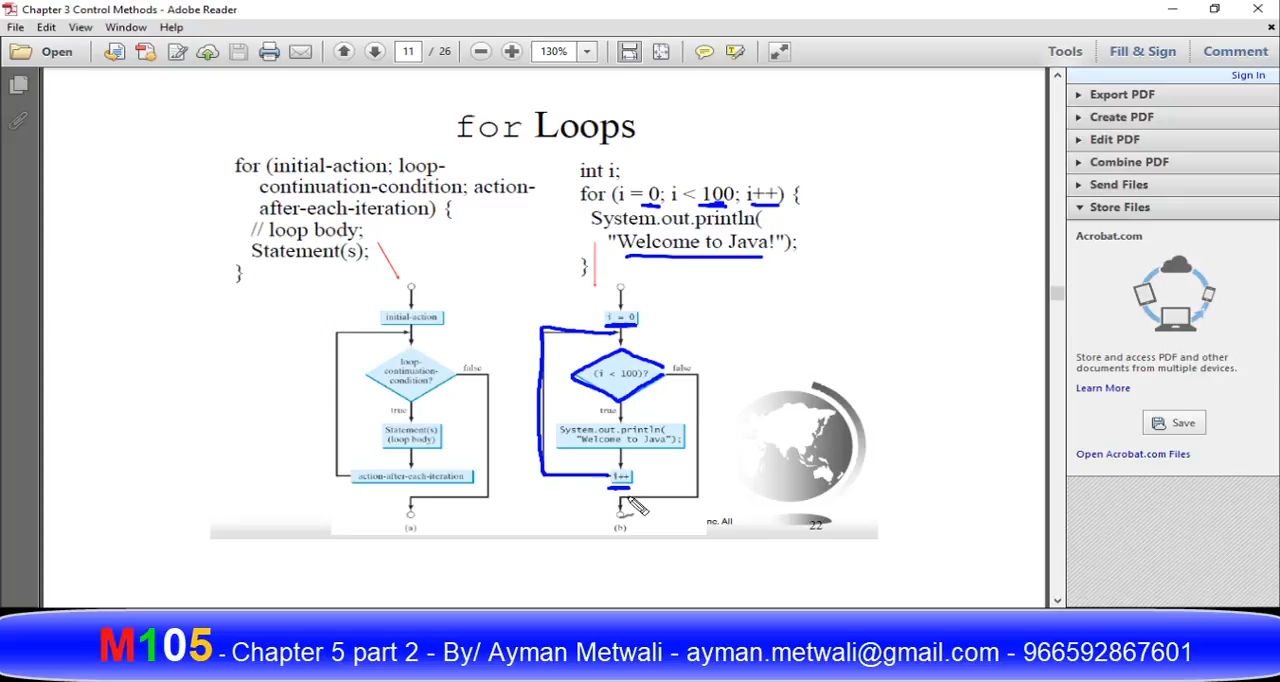 Chapter 3 Control Methods - Adobe Reader
File Edit View Window Help
Open 11 / 26 130% Tools Fill & Sign Comment
Sign In
Export PDF
Create PDF
Edit PDF
Combine PDF
Send Files
Store Files
Acrobat.com
Store and access PDF and other
documents from multiple devices.
Learn More
Save
Open Acrobat.com Files
for Loops
for (initial-action; loop-
continuation-condition; action-
after-each-iteration) {
// loop body;
Statement(s);
}
int i;
for (i = 0; i < 100; i++) {
System.out.println(
"Welcome to Java!");
}
initial-action
loop-
continuation-
condition?
false
true
Statement(s)
(loop body)
action-after-each-iteration
(a)
i = 0
(i < 100)?
false
true
System.out.println(
"Welcome to Java");
i++
(b)
nc. All
22
M105 - Chapter 5 part 2 - By/ Ayman Metwali - ayman.metwali@gmail.com - 966592867601